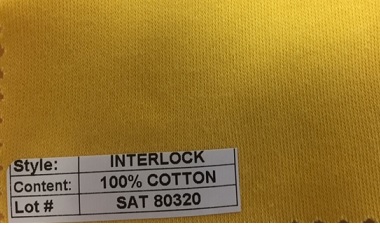 Style: INTERLOCK
Content: 100% COTTON
Lot # SAT 80320